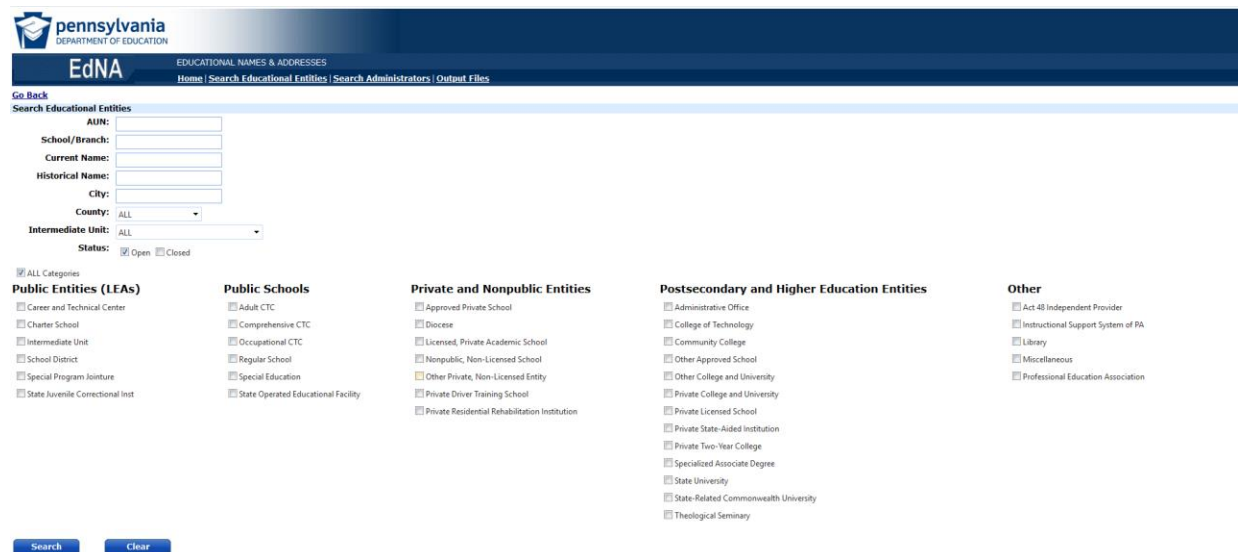 pennsylvania
DEPARTMENT OF EDUCATION
EdNA
EDUCATIONAL NAMES & ADDRESSES
Home | Search Educational Entities | Search Administrators | Output Files
Go Back
Search Educational Entities
AUN:
School/Branch:
Current Name:
Historical Name:
City:
County: ALL
Intermediate Unit: ALL
Status: Open Closed
ALL Categories
Public Entities (LEAs)
Career and Technical Center
Charter School
Intermediate Unit
School District
Special Program Jointure
State Juvenile Correctional Inst
Public Schools
Adult CTC
Comprehensive CTC
Occupational CTC
Regular School
Special Education
State Operated Educational Facility
Private and Nonpublic Entities
Approved Private School
Diocese
Licensed, Private Academic School
Nonpublic, Non-Licensed School
Other Private, Non-Licensed Entity
Private Driver Training School
Private Residential Rehabilitation Institution
Postsecondary and Higher Education Entities
Administrative Office
College of Technology
Community College
Other Approved School
Other College and University
Private College and University
Private Licensed School
Private State-Aided Institution
Private Two-Year College
Specialized Associate Degree
State University
State-Related Commonwealth University
Theological Seminary
Other
Act 48 Independent Provider
Instructional Support System of PA
Library
Miscellaneous
Professional Education Association
Search Clear